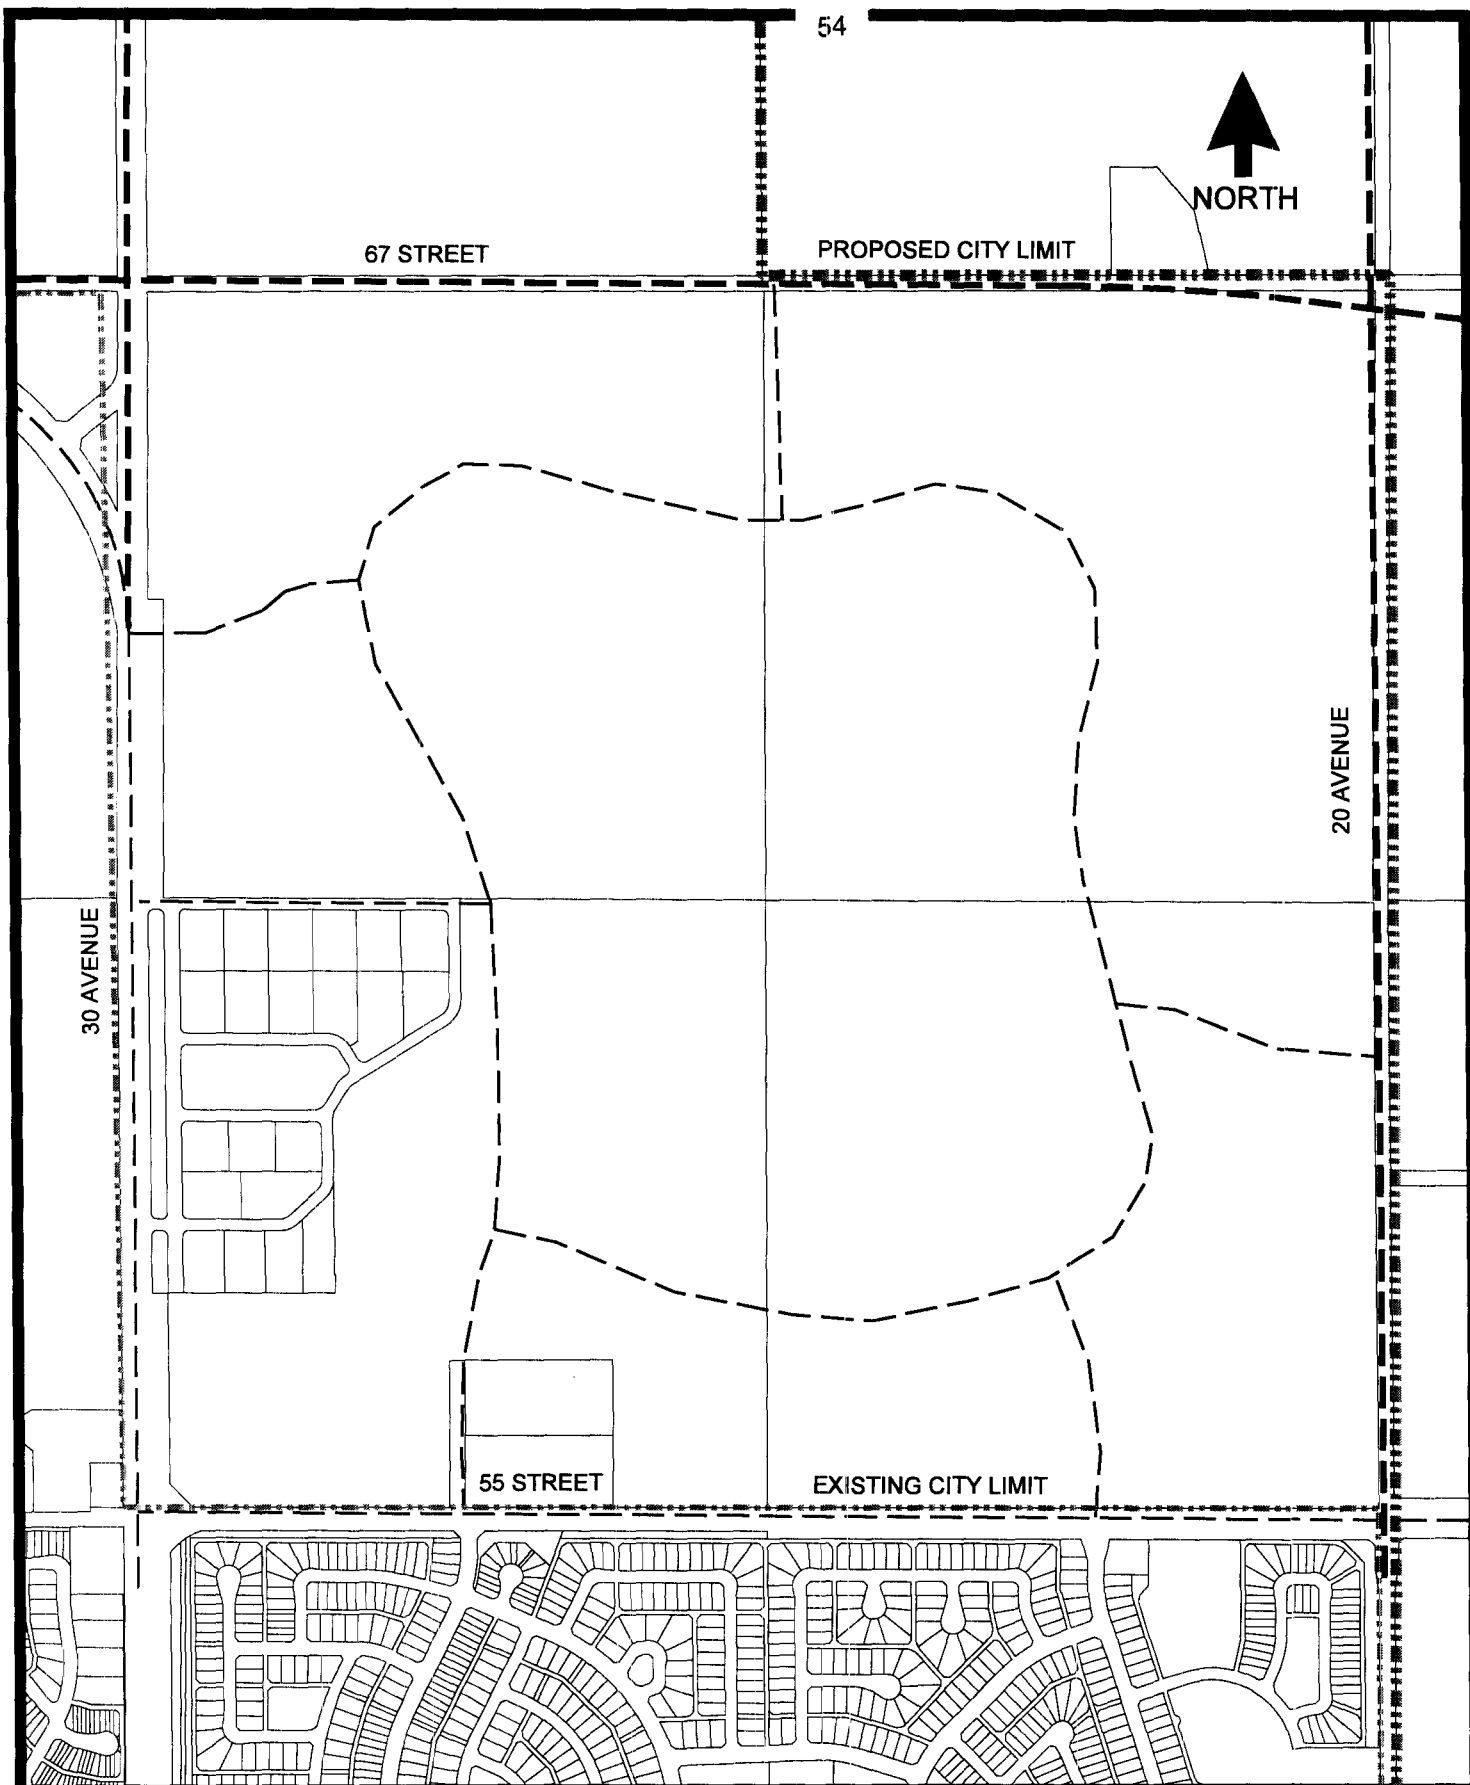 54
NORTH
67 STREET
PROPOSED CITY LIMIT
20 AVENUE
30 AVENUE
55 STREET
EXISTING CITY LIMIT